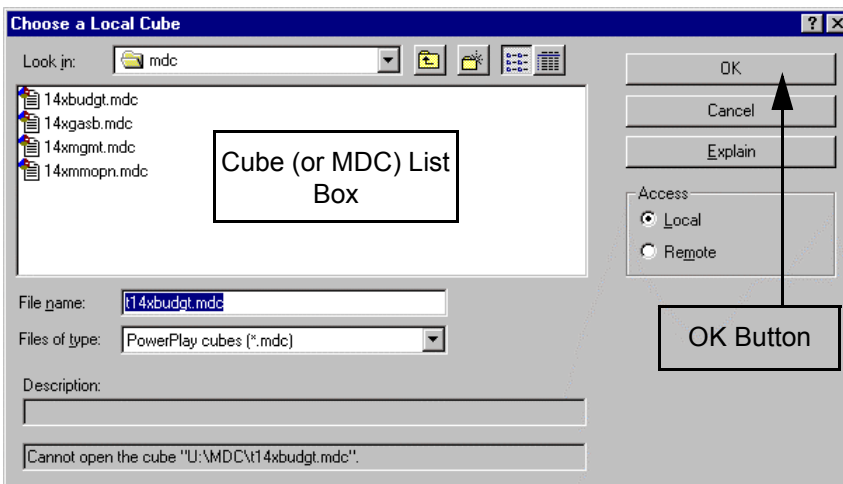 Choose a Local Cube
Look in: mdc
OK
14xbudgt.mdc
14xgasb.mdc
14xmgmt.mdc
14xmmopn.mdc
Cube (or MDC) List
Box
Cancel
Explain
Access
Local
Remote
File name: t14xbudgt.mdc
Files of type: PowerPlay cubes (*.mdc)
OK Button
Description:
Cannot open the cube "U:\MDC\t14xbudgt.mdc".